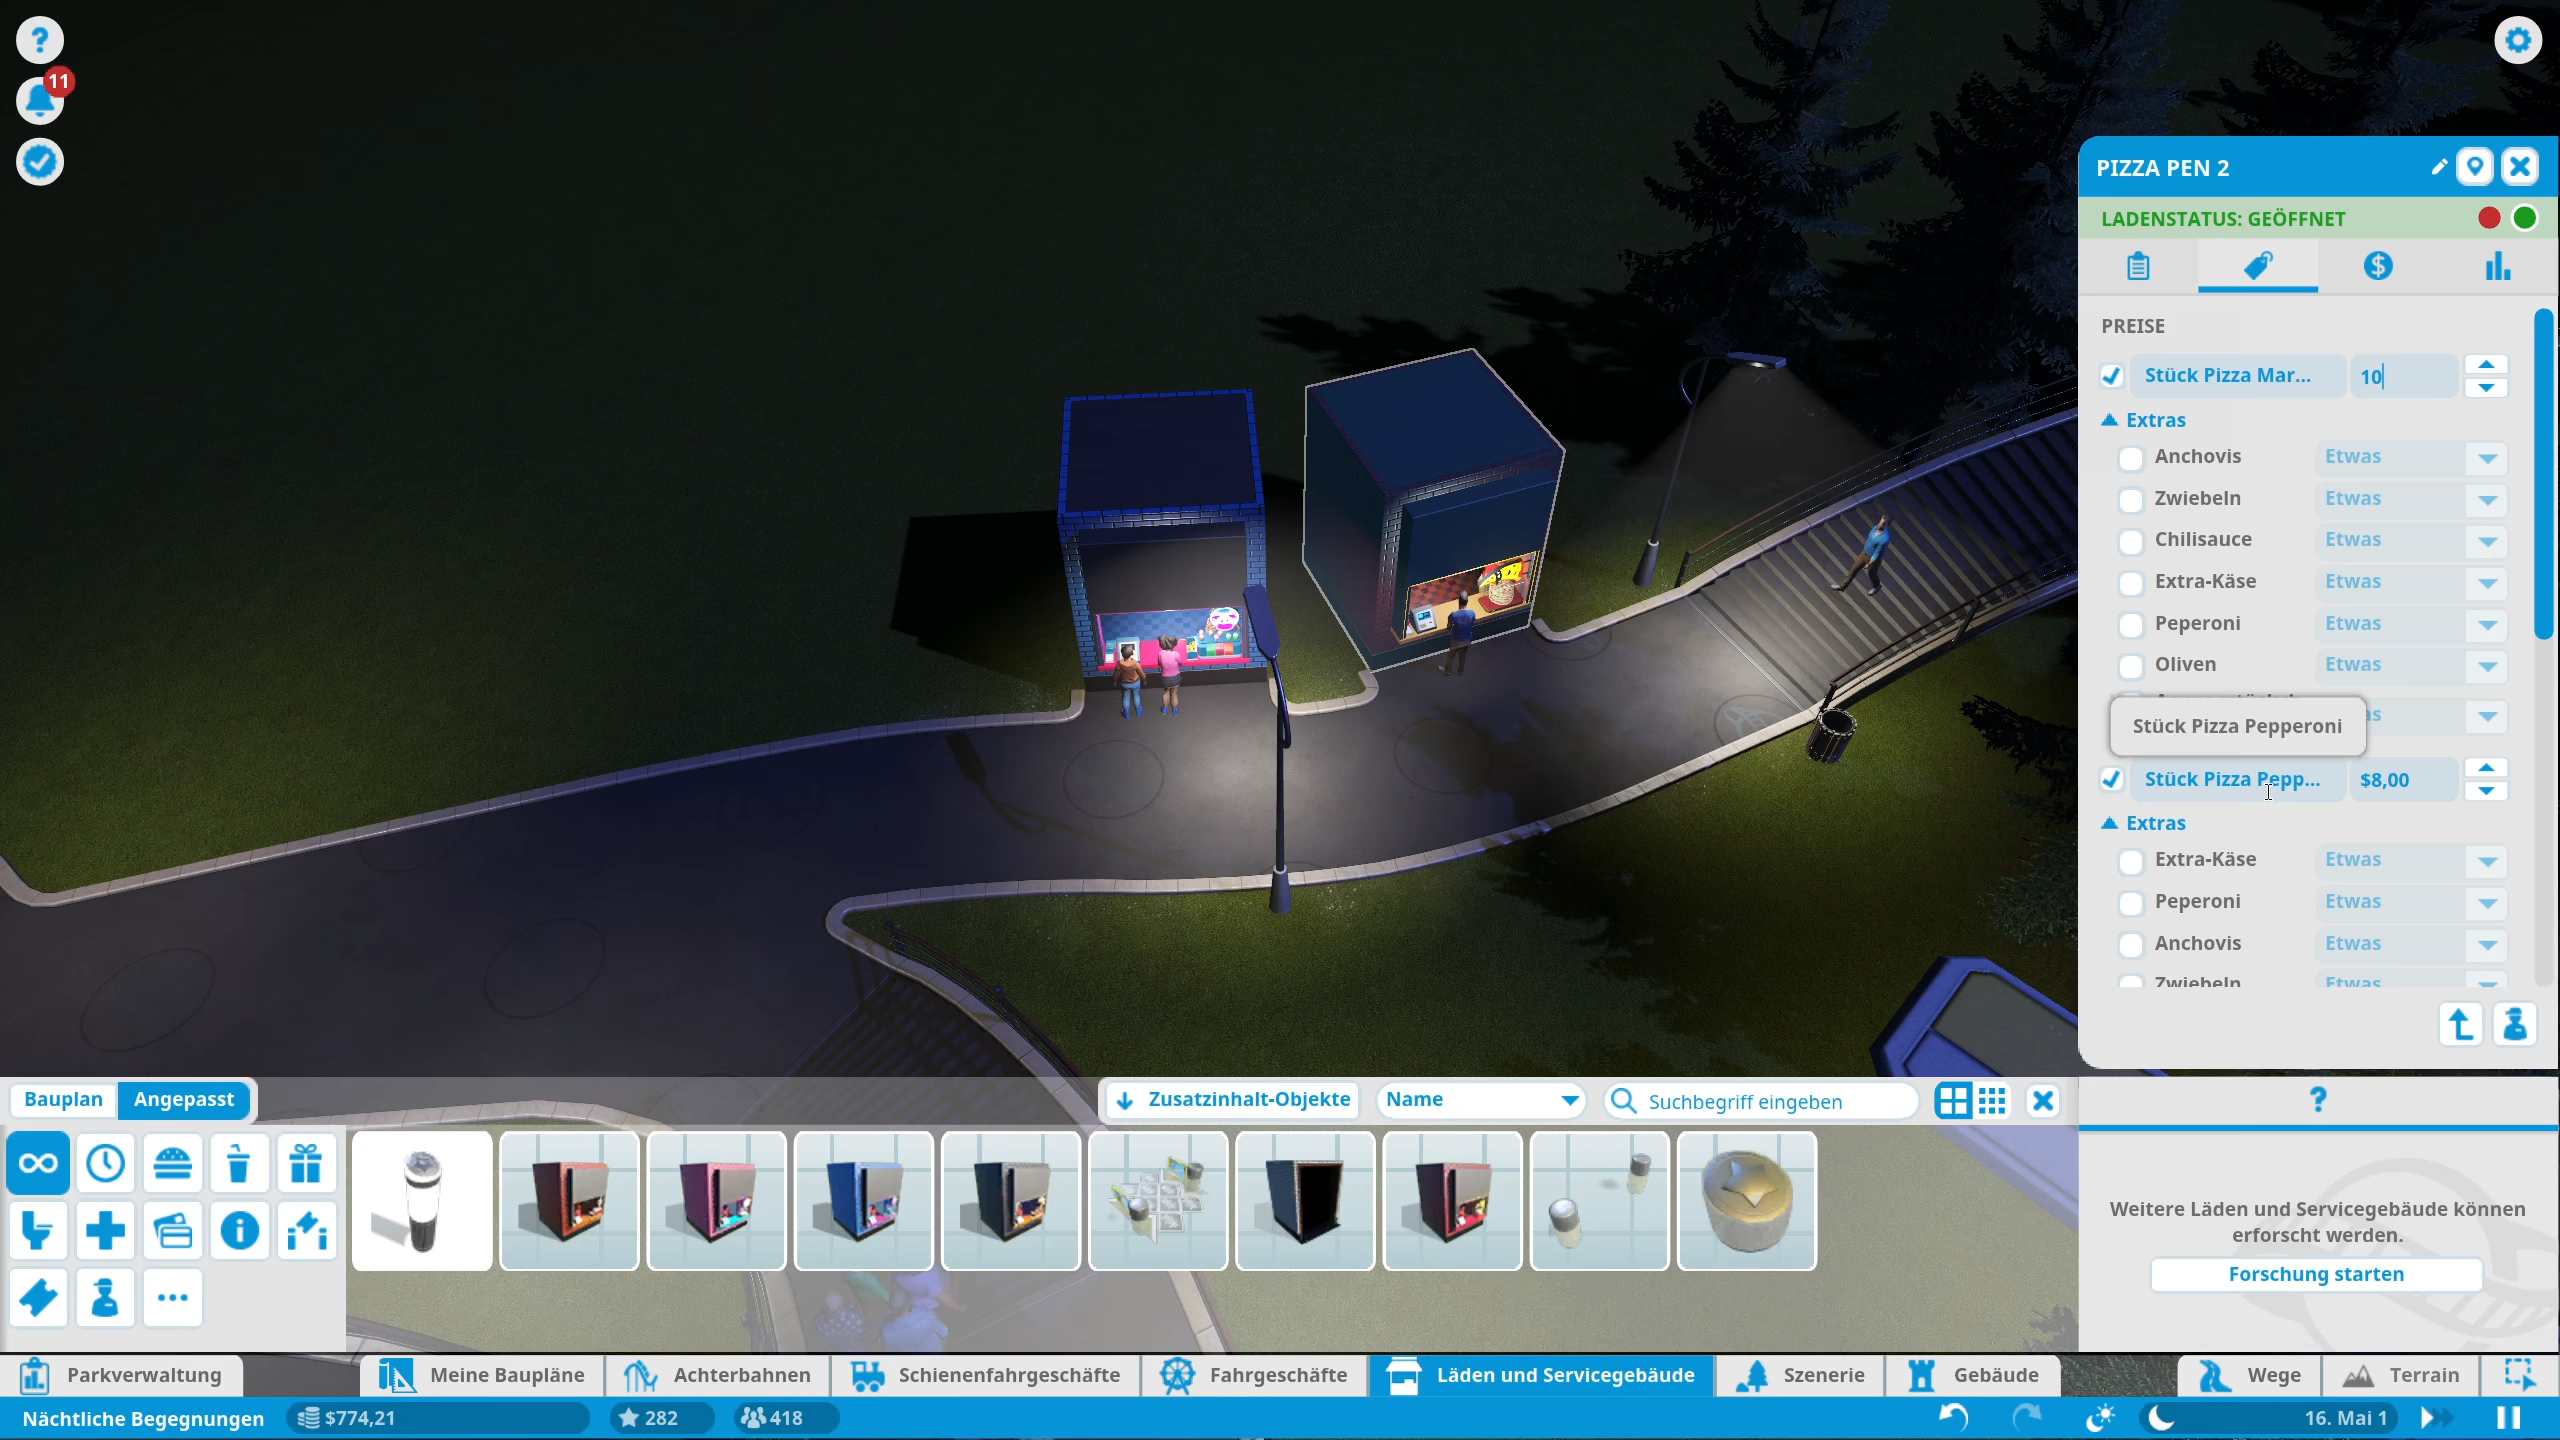 ?
11
PIZZA PEN 2
LADENSTATUS: GEÖFFNET
PREISE
Stück Pizza Mar... 10
Extras
Anchovis Etwas
Zwiebeln Etwas
Chilisauce Etwas
Extra-Käse Etwas
Peperoni Etwas
Oliven Etwas
Stück Pizza Pepperoni
Stück Pizza Pepp... $8,00
Extras
Extra-Käse Etwas
Peperoni Etwas
Anchovis Etwas
Zwiebeln Etwas
Bauplan Angepasst
Zusatzinhalt-Objekte Name Suchbegriff eingeben
?
Weitere Läden und Servicegebäude können
erforscht werden.
Forschung starten
Parkverwaltung Meine Baupläne Achterbahnen Schienenfahrgeschäfte Fahrgeschäfte Läden und Servicegebäude Szenerie Gebäude Wege Terrain
Nächtliche Begegnungen $774,21 282 418 16. Mai 1